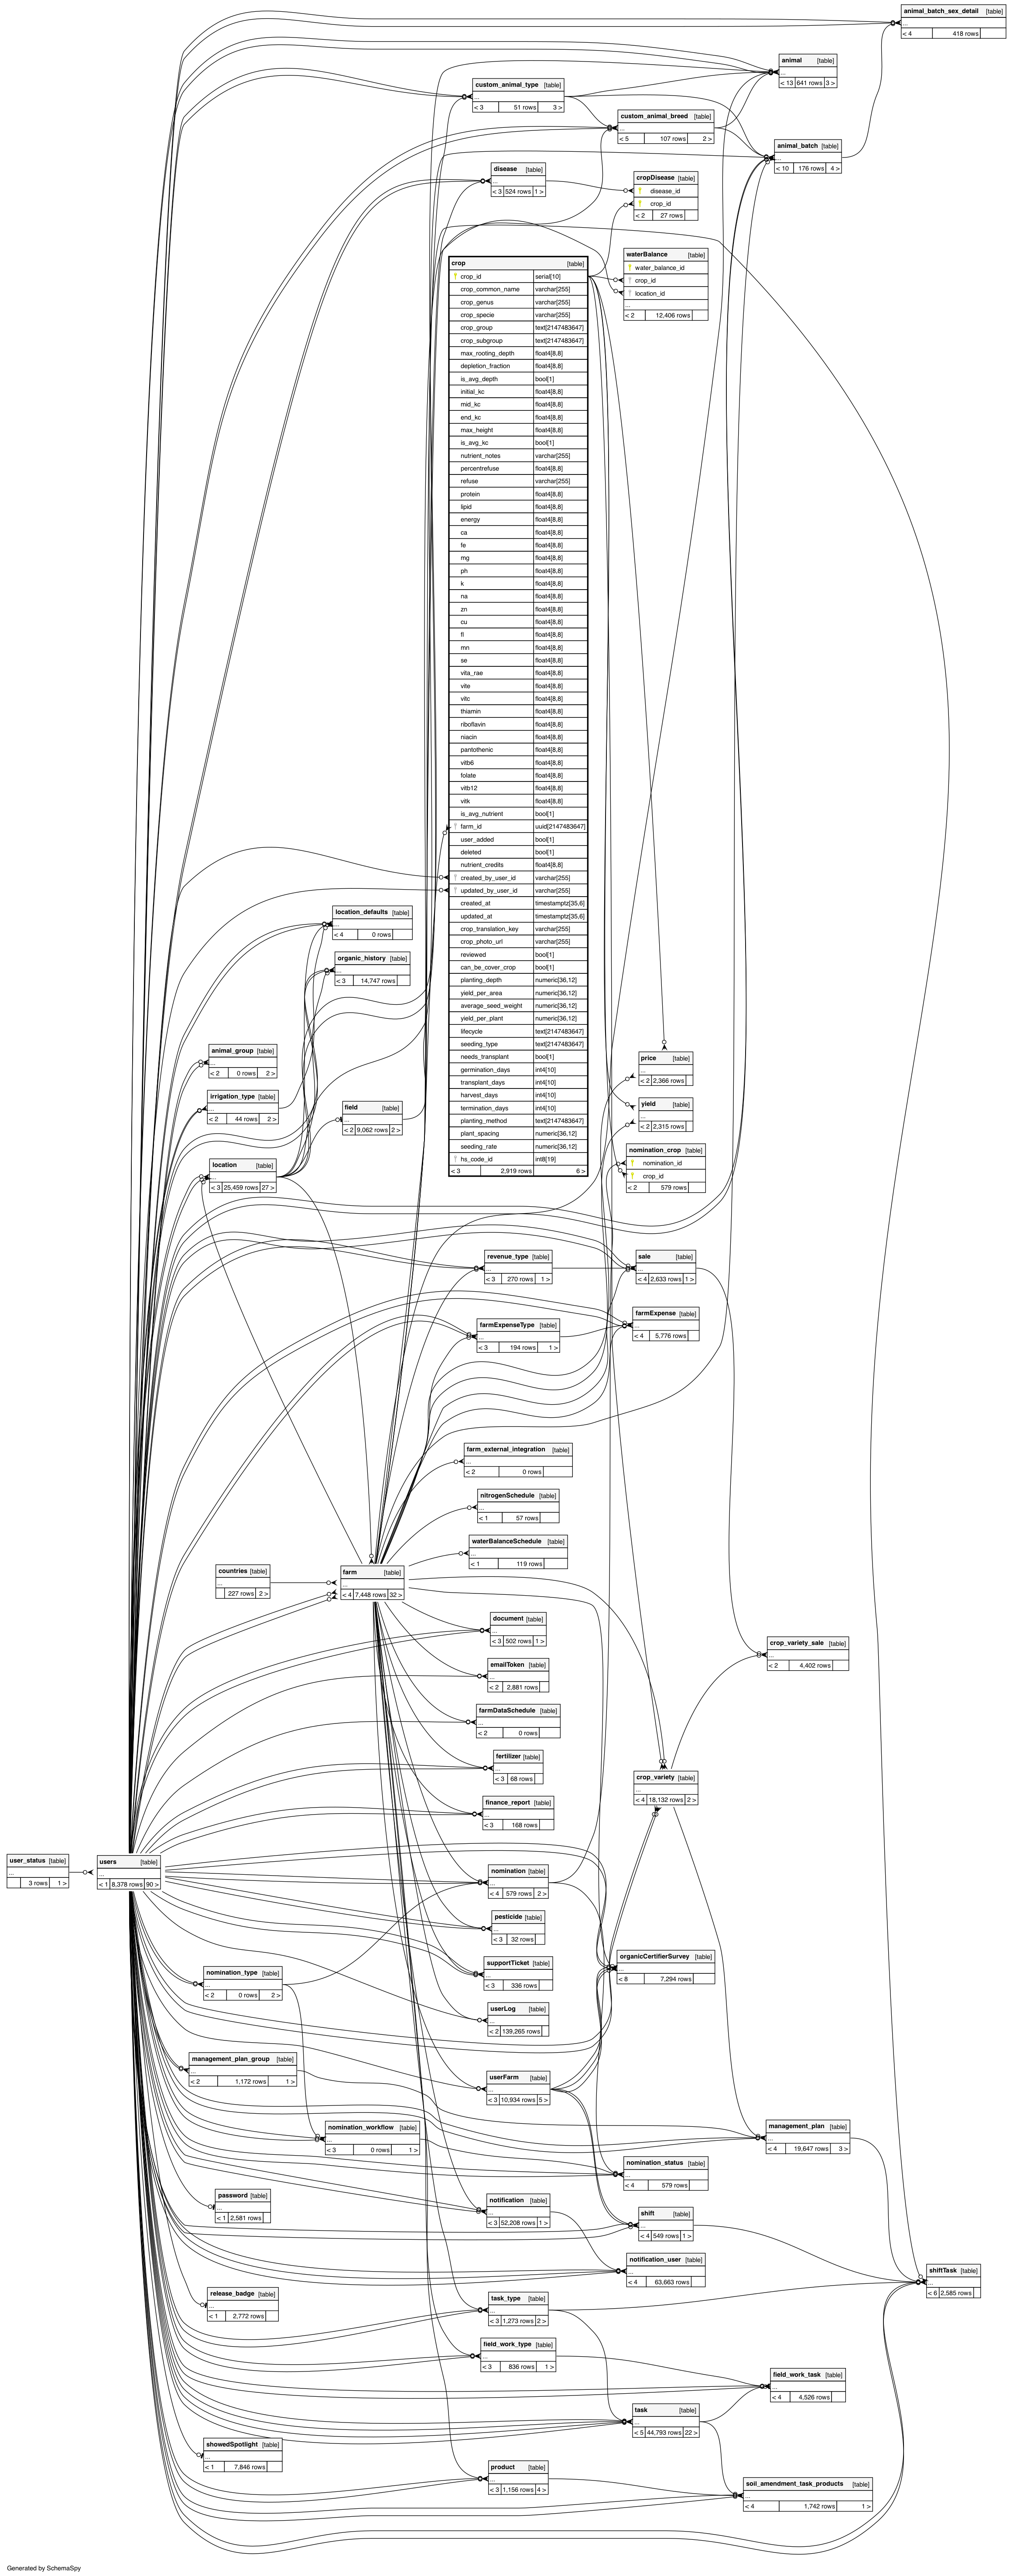 animal_batch_sex_detail [table]
...
< 4 418 rows
animal [table]
...
< 13 641 rows 3 >
custom_animal_type [table]
...
< 3 51 rows 3 >
custom_animal_breed [table]
...
< 5 107 rows 2 >
animal_batch [table]
...
< 10 176 rows 4 >
disease [table]
...
< 3 524 rows 1 >
cropDisease [table]
disease_id
crop_id
< 2 27 rows
waterBalance [table]
water_balance_id
crop_id
location_id
...
< 2 12,406 rows
crop [table]
crop_id serial[10]
crop_common_name varchar[255]
crop_genus varchar[255]
crop_specie varchar[255]
crop_group text[2147483647]
crop_subgroup text[2147483647]
max_rooting_depth float4[8,8]
depletion_fraction float4[8,8]
is_avg_depth bool[1]
initial_kc float4[8,8]
mid_kc float4[8,8]
end_kc float4[8,8]
max_height float4[8,8]
is_avg_kc bool[1]
nutrient_notes varchar[255]
percentrefuse float4[8,8]
refuse varchar[255]
protein float4[8,8]
lipid float4[8,8]
energy float4[8,8]
ca float4[8,8]
fe float4[8,8]
mg float4[8,8]
ph float4[8,8]
k float4[8,8]
na float4[8,8]
zn float4[8,8]
cu float4[8,8]
fl float4[8,8]
mn float4[8,8]
se float4[8,8]
vita_rae float4[8,8]
vite float4[8,8]
vitc float4[8,8]
thiamin float4[8,8]
riboflavin float4[8,8]
niacin float4[8,8]
pantothenic float4[8,8]
vitb6 float4[8,8]
folate float4[8,8]
vitb12 float4[8,8]
vitk float4[8,8]
is_avg_nutrient bool[1]
farm_id uuid[2147483647]
user_added bool[1]
deleted bool[1]
nutrient_credits float4[8,8]
created_by_user_id varchar[255]
updated_by_user_id varchar[255]
created_at timestamptz[35,6]
updated_at timestamptz[35,6]
crop_translation_key varchar[255]
crop_photo_url varchar[255]
reviewed bool[1]
can_be_cover_crop bool[1]
planting_depth numeric[36,12]
yield_per_area numeric[36,12]
average_seed_weight numeric[36,12]
yield_per_plant numeric[36,12]
lifecycle text[2147483647]
seeding_type text[2147483647]
needs_transplant bool[1]
germination_days int4[10]
transplant_days int4[10]
harvest_days int4[10]
termination_days int4[10]
planting_method text[2147483647]
plant_spacing numeric[36,12]
seeding_rate numeric[36,12]
hs_code_id int8[19]
< 3 2,919 rows 6 >
location_defaults [table]
...
< 4 0 rows
organic_history [table]
...
< 3 14,747 rows
animal_group [table]
...
< 2 0 rows 2 >
irrigation_type [table]
...
< 2 44 rows 2 >
field [table]
...
< 2 9,062 rows 2 >
location [table]
...
< 3 25,459 rows 27 >
price [table]
...
< 2 2,366 rows
yield [table]
...
< 2 2,315 rows
nomination_crop [table]
nomination_id
crop_id
< 2 579 rows
revenue_type [table]
...
< 3 270 rows 1 >
sale [table]
...
< 4 2,633 rows 1 >
farmExpenseType [table]
...
< 3 194 rows 1 >
farmExpense [table]
...
< 4 5,776 rows
farm_external_integration [table]
...
< 2 0 rows
nitrogenSchedule [table]
...
< 1 57 rows
waterBalanceSchedule [table]
...
< 1 119 rows
countries [table]
...
227 rows 2 >
farm [table]
...
< 4 7,448 rows 32 >
document [table]
...
< 3 502 rows 1 >
emailToken [table]
...
< 2 2,881 rows
farmDataSchedule [table]
...
< 2 0 rows
crop_variety_sale [table]
...
< 2 4,402 rows
fertilizer [table]
...
< 3 68 rows
crop_variety [table]
...
< 4 18,132 rows 2 >
finance_report [table]
...
< 3 168 rows
user_status [table]
...
3 rows 1 >
users [table]
...
< 1 8,378 rows 90 >
nomination [table]
...
< 4 579 rows 2 >
pesticide [table]
...
< 3 32 rows
supportTicket [table]
...
< 3 336 rows
organicCertifierSurvey [table]
...
< 8 7,294 rows
nomination_type [table]
...
< 2 0 rows 2 >
userLog [table]
...
< 2 139,265 rows
management_plan_group [table]
...
< 2 1,172 rows 1 >
userFarm [table]
...
< 3 10,934 rows 5 >
nomination_workflow [table]
...
< 3 0 rows 1 >
management_plan [table]
...
< 4 19,647 rows 3 >
nomination_status [table]
...
< 4 579 rows
password [table]
...
< 1 2,581 rows
notification [table]
...
< 3 52,208 rows 1 >
shift [table]
...
< 4 549 rows 1 >
notification_user [table]
...
< 4 63,663 rows
shiftTask [table]
...
< 6 2,585 rows
release_badge [table]
...
< 1 2,772 rows
task_type [table]
...
< 3 1,273 rows 2 >
field_work_type [table]
...
< 3 836 rows 1 >
field_work_task [table]
...
< 4 4,526 rows
task [table]
...
< 5 44,793 rows 22 >
showedSpotlight [table]
...
< 1 7,846 rows
product [table]
...
< 3 1,156 rows 4 >
soil_amendment_task_products [table]
...
< 4 1,742 rows 1 >
Generated by SchemaSpy